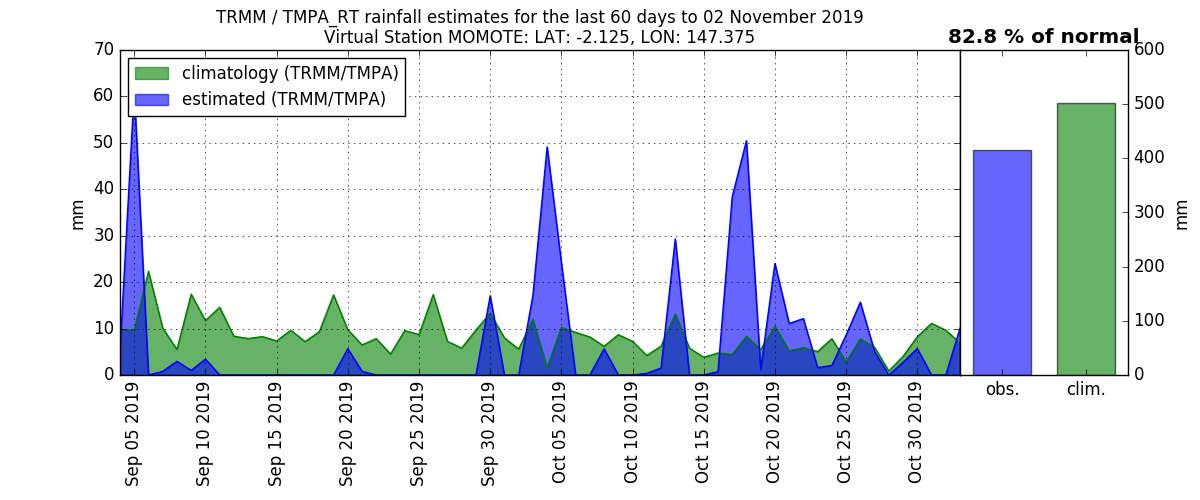 TRMM / TMPA_RT rainfall estimates for the last 60 days to 02 November 2019
Virtual Station MOMOTE: LAT: -2.125, LON: 147.375
82.8 % of normal
climatology (TRMM/TMPA)
estimated (TRMM/TMPA)
70
60
50
40
30
20
10
0
mm
Sep 05 2019
Sep 10 2019
Sep 15 2019
Sep 20 2019
Sep 25 2019
Sep 30 2019
Oct 05 2019
Oct 10 2019
Oct 15 2019
Oct 20 2019
Oct 25 2019
Oct 30 2019
obs.
clim.
600
500
400
300
200
100
0
mm